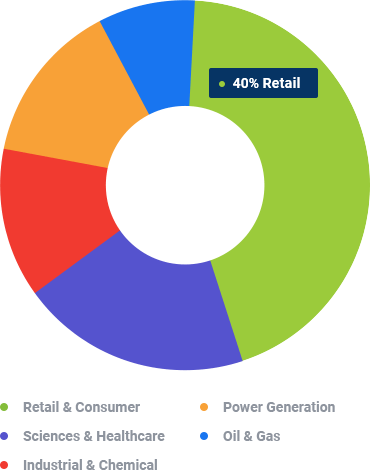 40% Retail
Retail & Consumer
Power Generation
Sciences & Healthcare
Oil & Gas
Industrial & Chemical